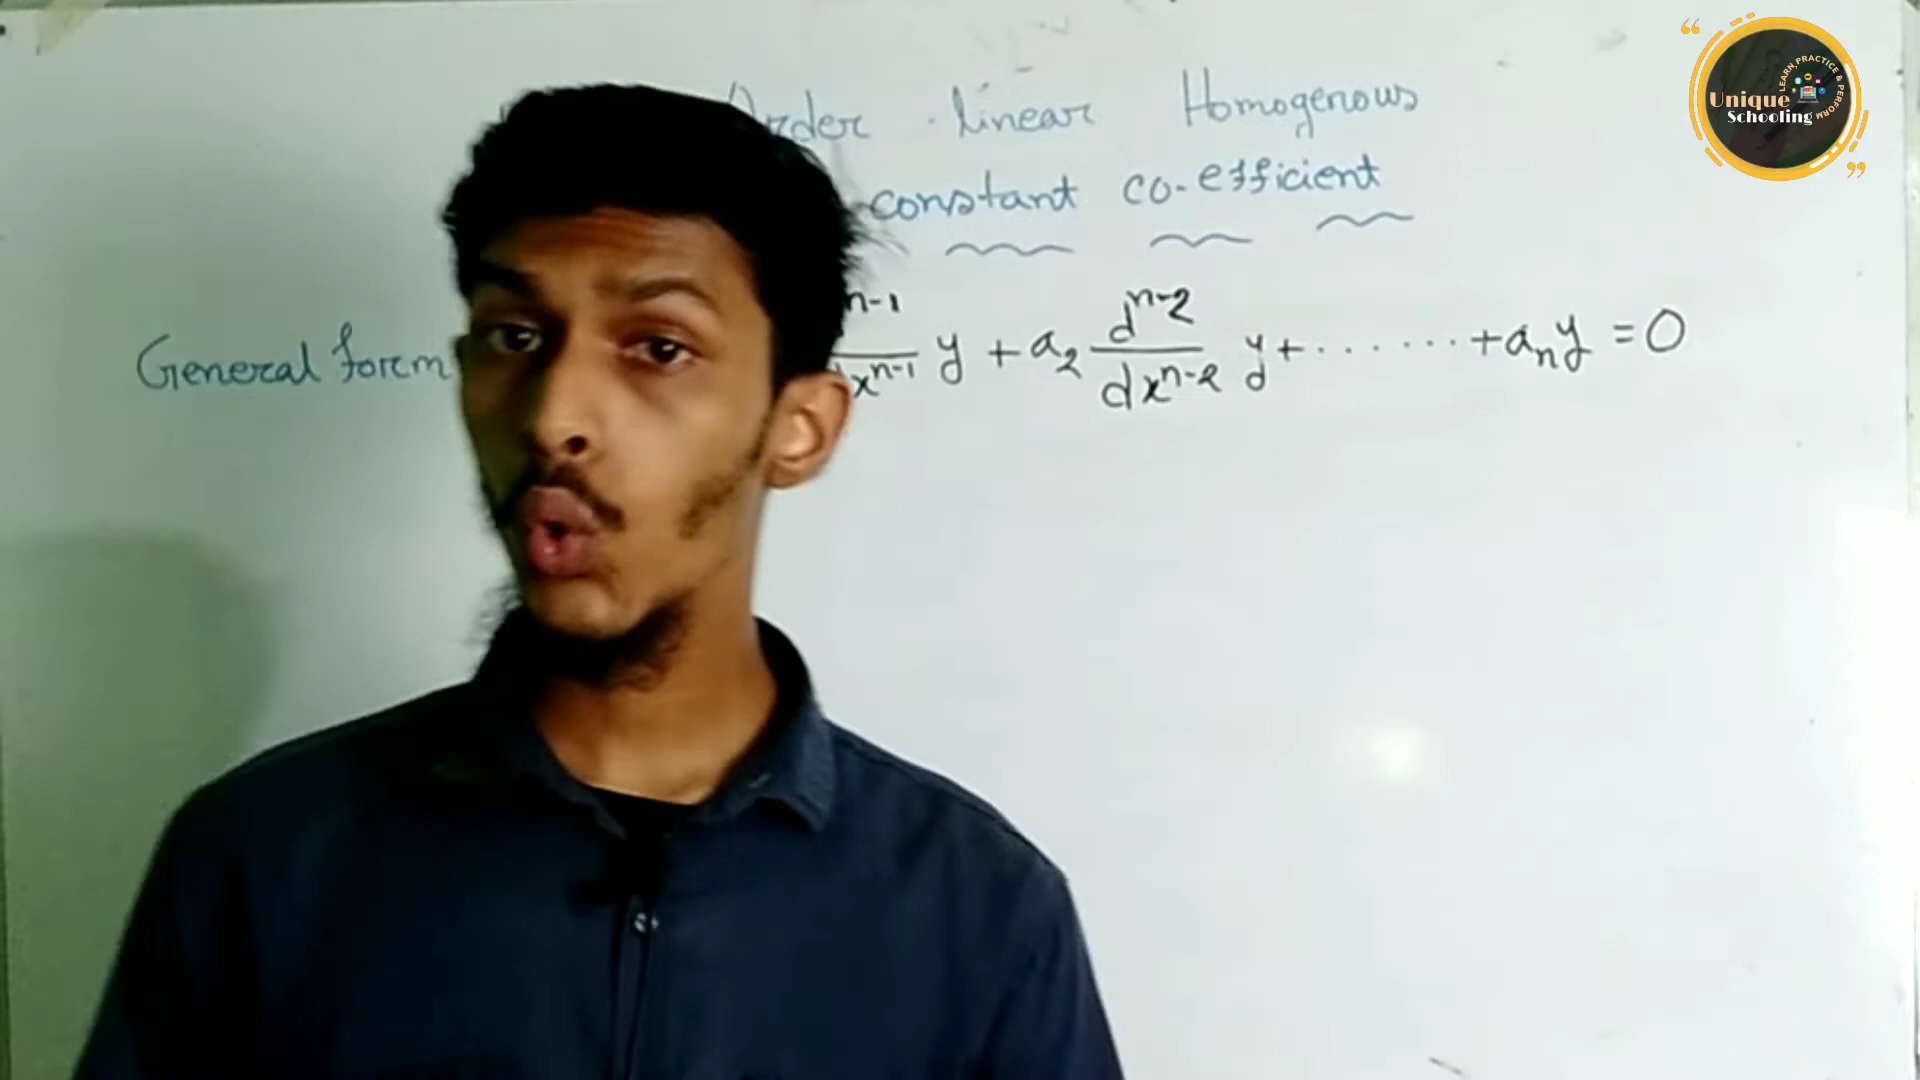 Order linear Homogenous
constant co-efficient
General form
n-1 / dx^{n-1} y + a_2 d^{n-2} / dx^{n-2} y + ....... + a_n y = 0
“ Unique Schooling LEARN, PRACTICE & PERFORM ”